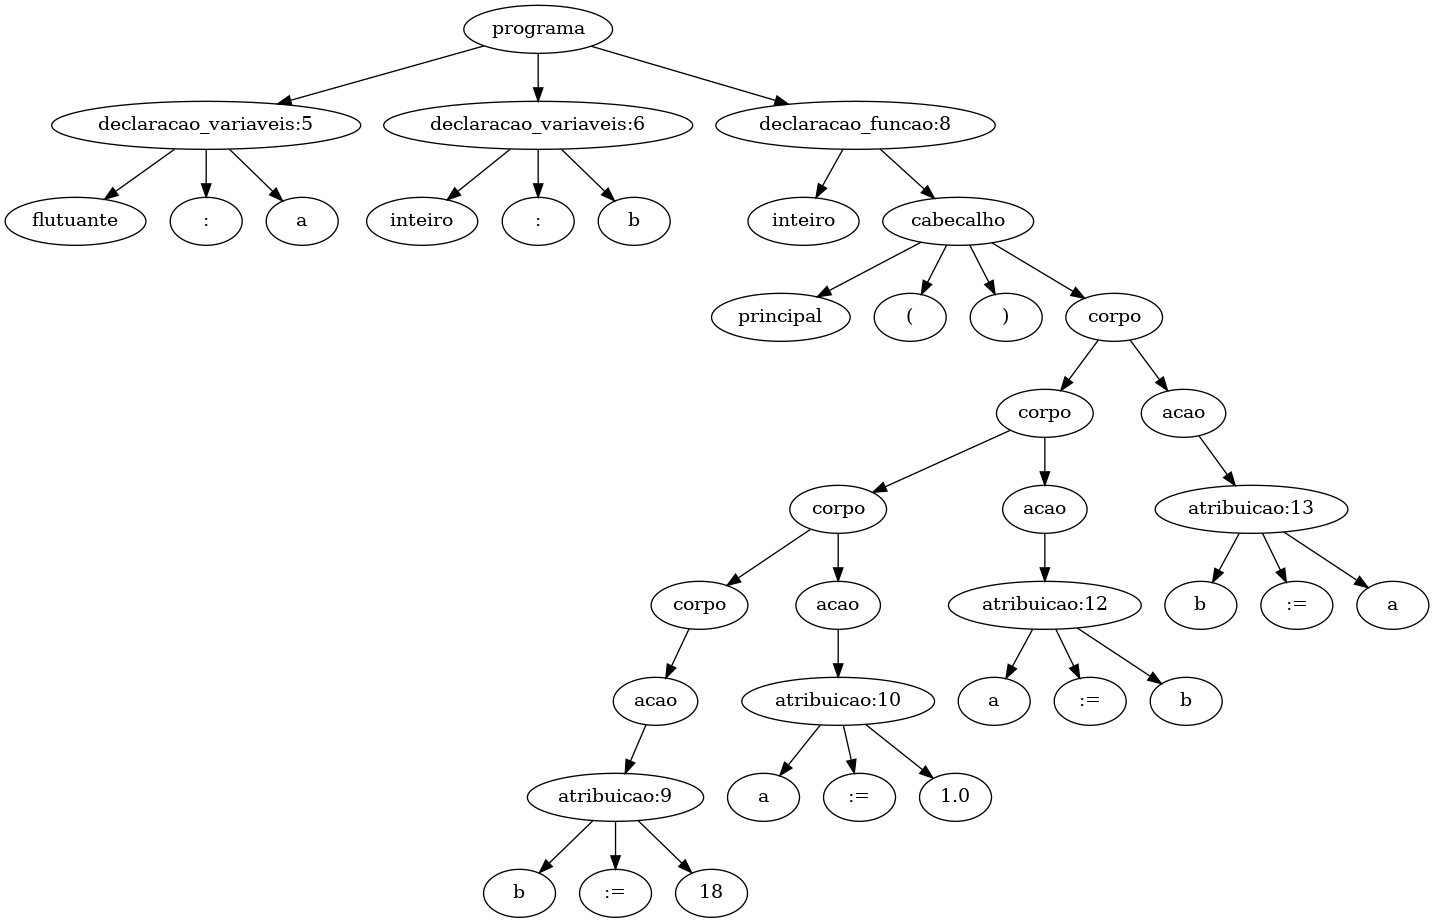 programa
declaracao_variaveis:5 declaracao_variaveis:6 declaracao_funcao:8
flutuante : a inteiro : b inteiro cabecalho
principal ( ) corpo
corpo acao
corpo acao atribuicao:13
corpo acao atribuicao:12 b := a
acao atribuicao:10 a := b
atribuicao:9 a := 1.0
b := 18